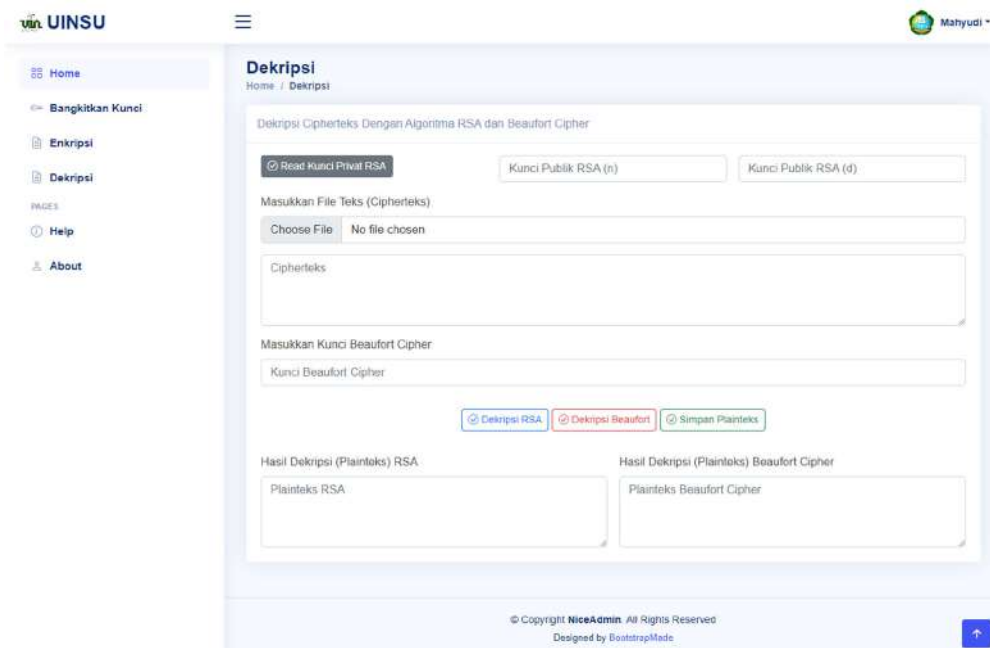 uin UINSU
Mahyudi
Home
Bangkitkan Kunci
Enkripsi
Dekripsi
PAGES
Help
About
Dekripsi
Home / Dekripsi
Dekripsi Cipherteks Dengan Algoritma RSA dan Beaufort Cipher
Read Kunci Privat RSA
Kunci Publik RSA (n)
Kunci Publik RSA (d)
Masukkan File Teks (Cipherteks)
Choose File No file chosen
Cipherteks
Masukkan Kunci Beaufort Cipher
Kunci Beaufort Cipher
Dekripsi RSA Dekripsi Beaufort Simpan Plainteks
Hasil Dekripsi (Plainteks) RSA
Plainteks RSA
Hasil Dekripsi (Plainteks) Beaufort Cipher
Plainteks Beaufort Cipher
© Copyright NiceAdmin. All Rights Reserved
Designed by BootstrapMade